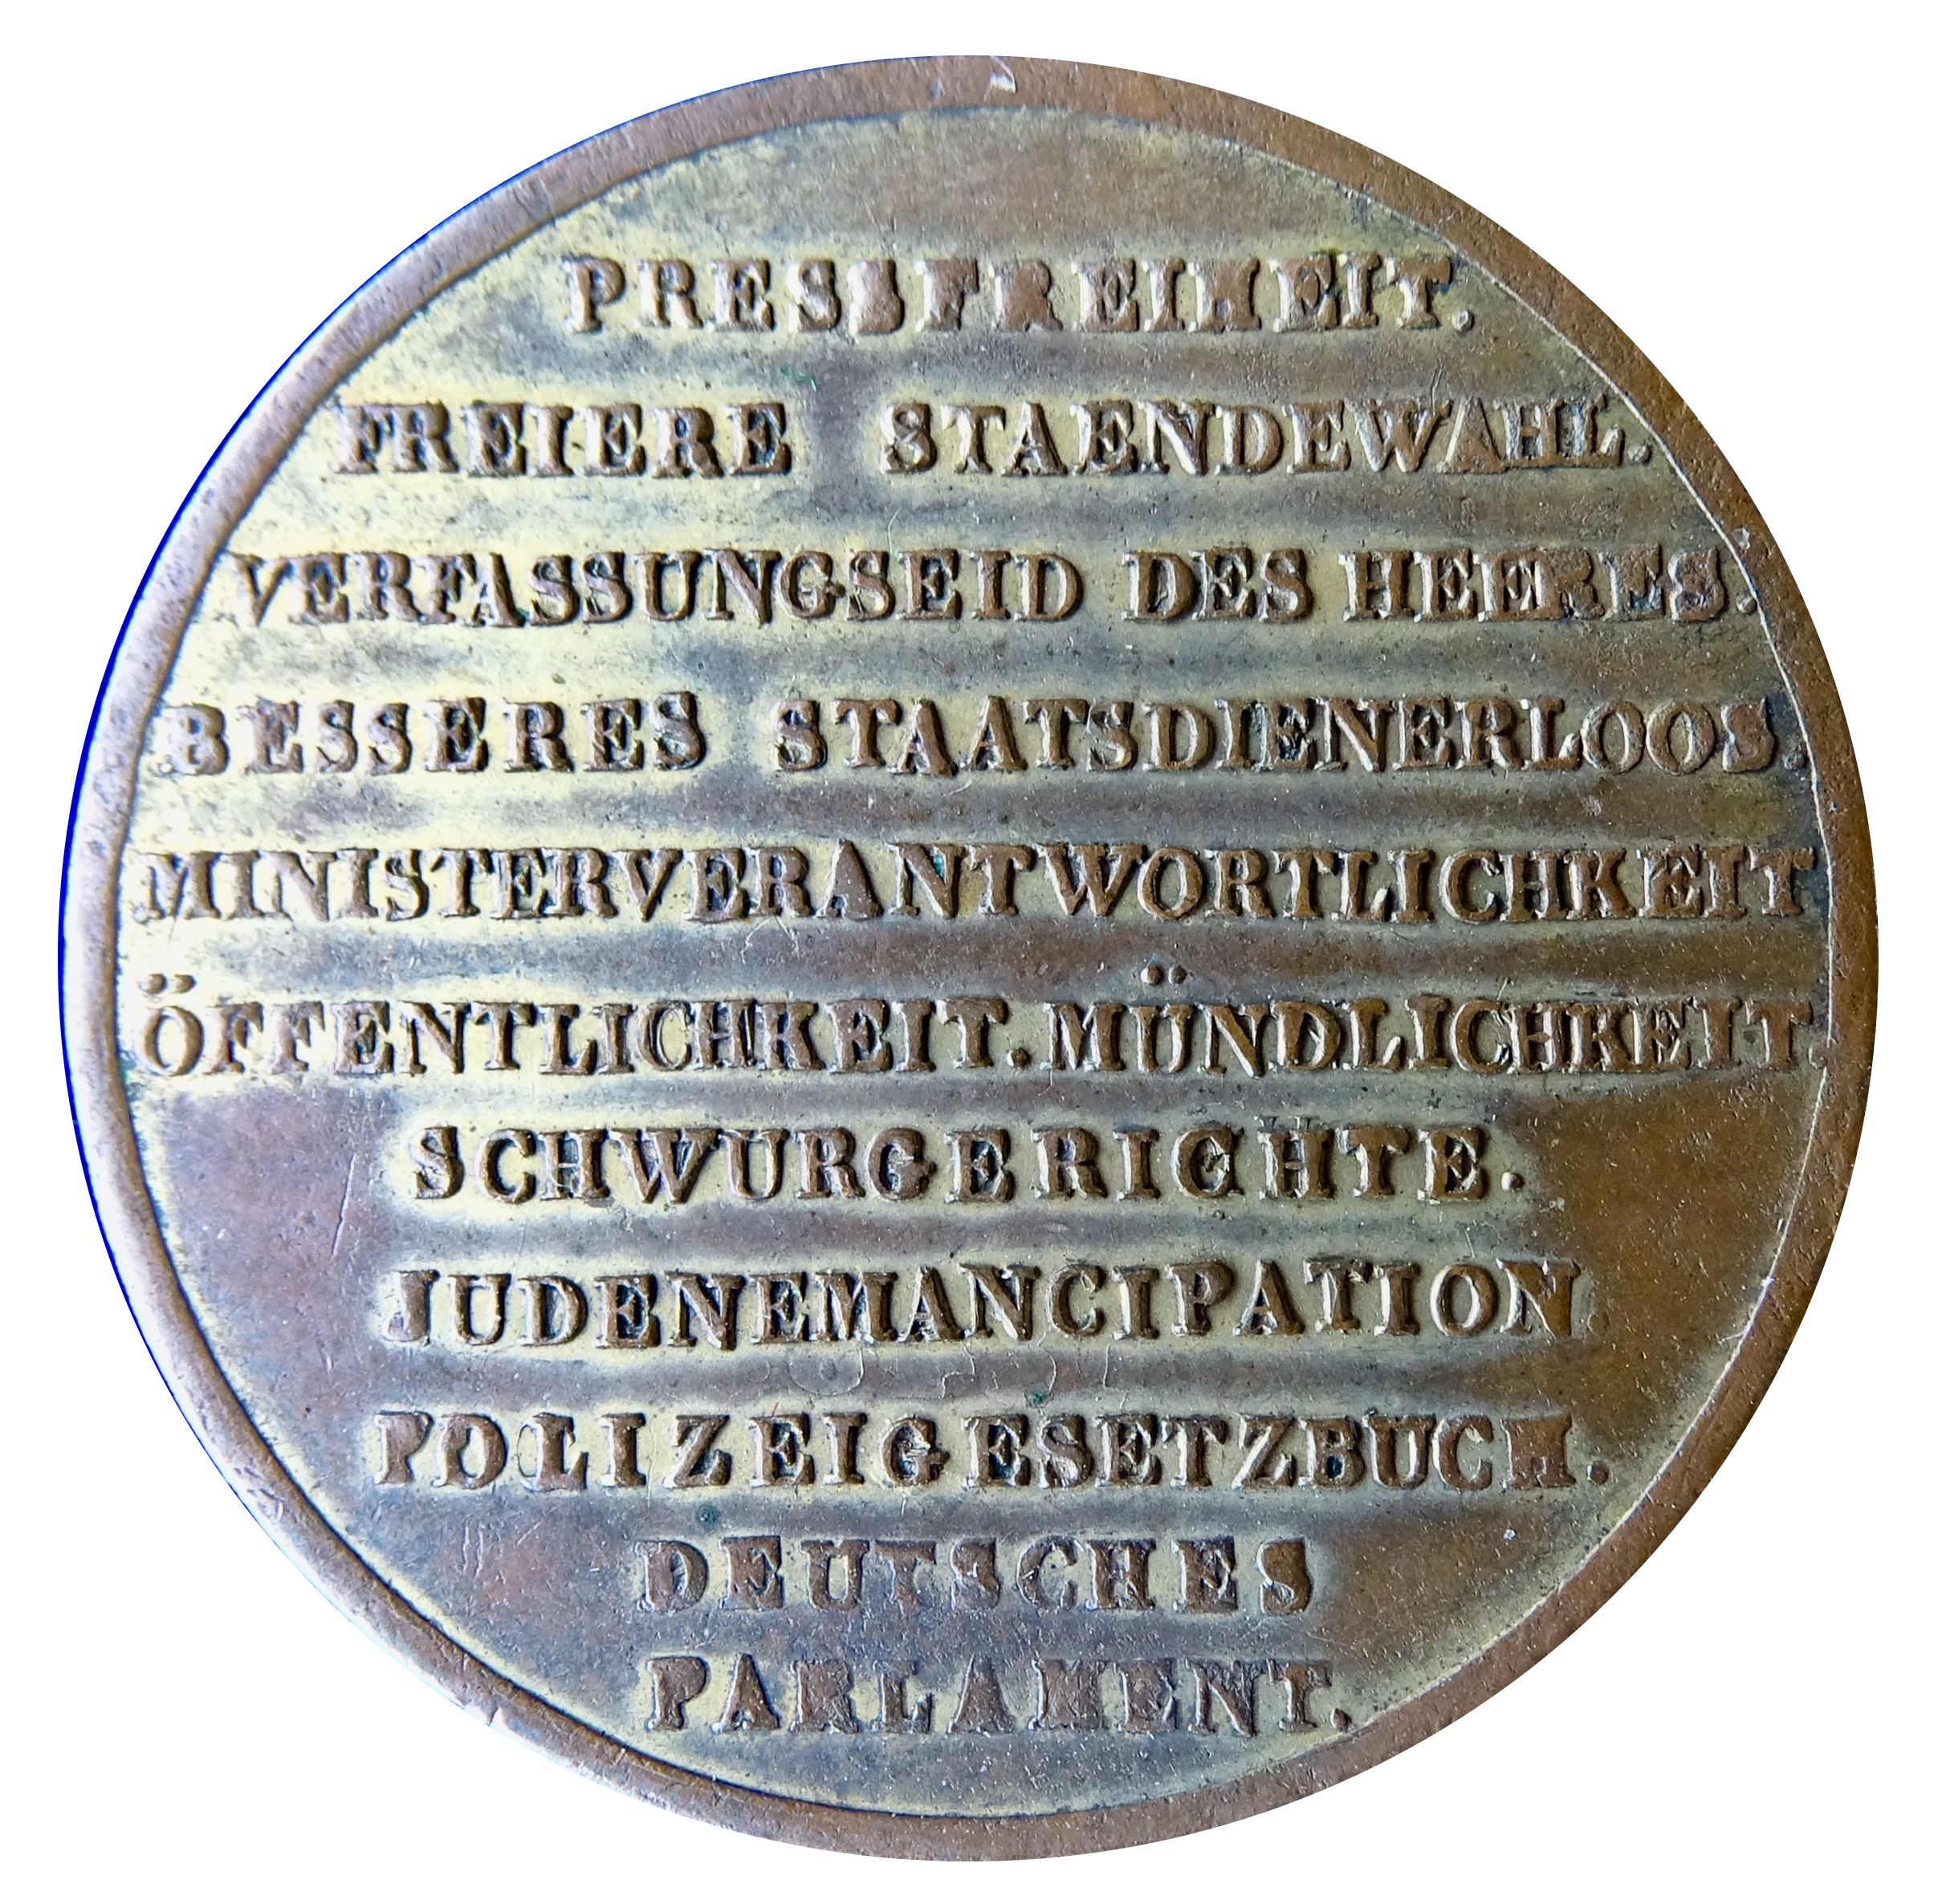 PRESSFREIHEIT.
FREIERE STAENDEWAHL.
VERFASSUNGSEID DES HEERES.
BESSERES STAATSDIENERLOOS.
MINISTERVERANTWORTLICHKEIT
ÖFFENTLICHKEIT. MÜNDLICHKEIT.
SCHWURGERICHTE.
JUDENEMANCIPATION.
POLIZEIGESETZBUCH.
DEUTSCHES
PARLAMENT.